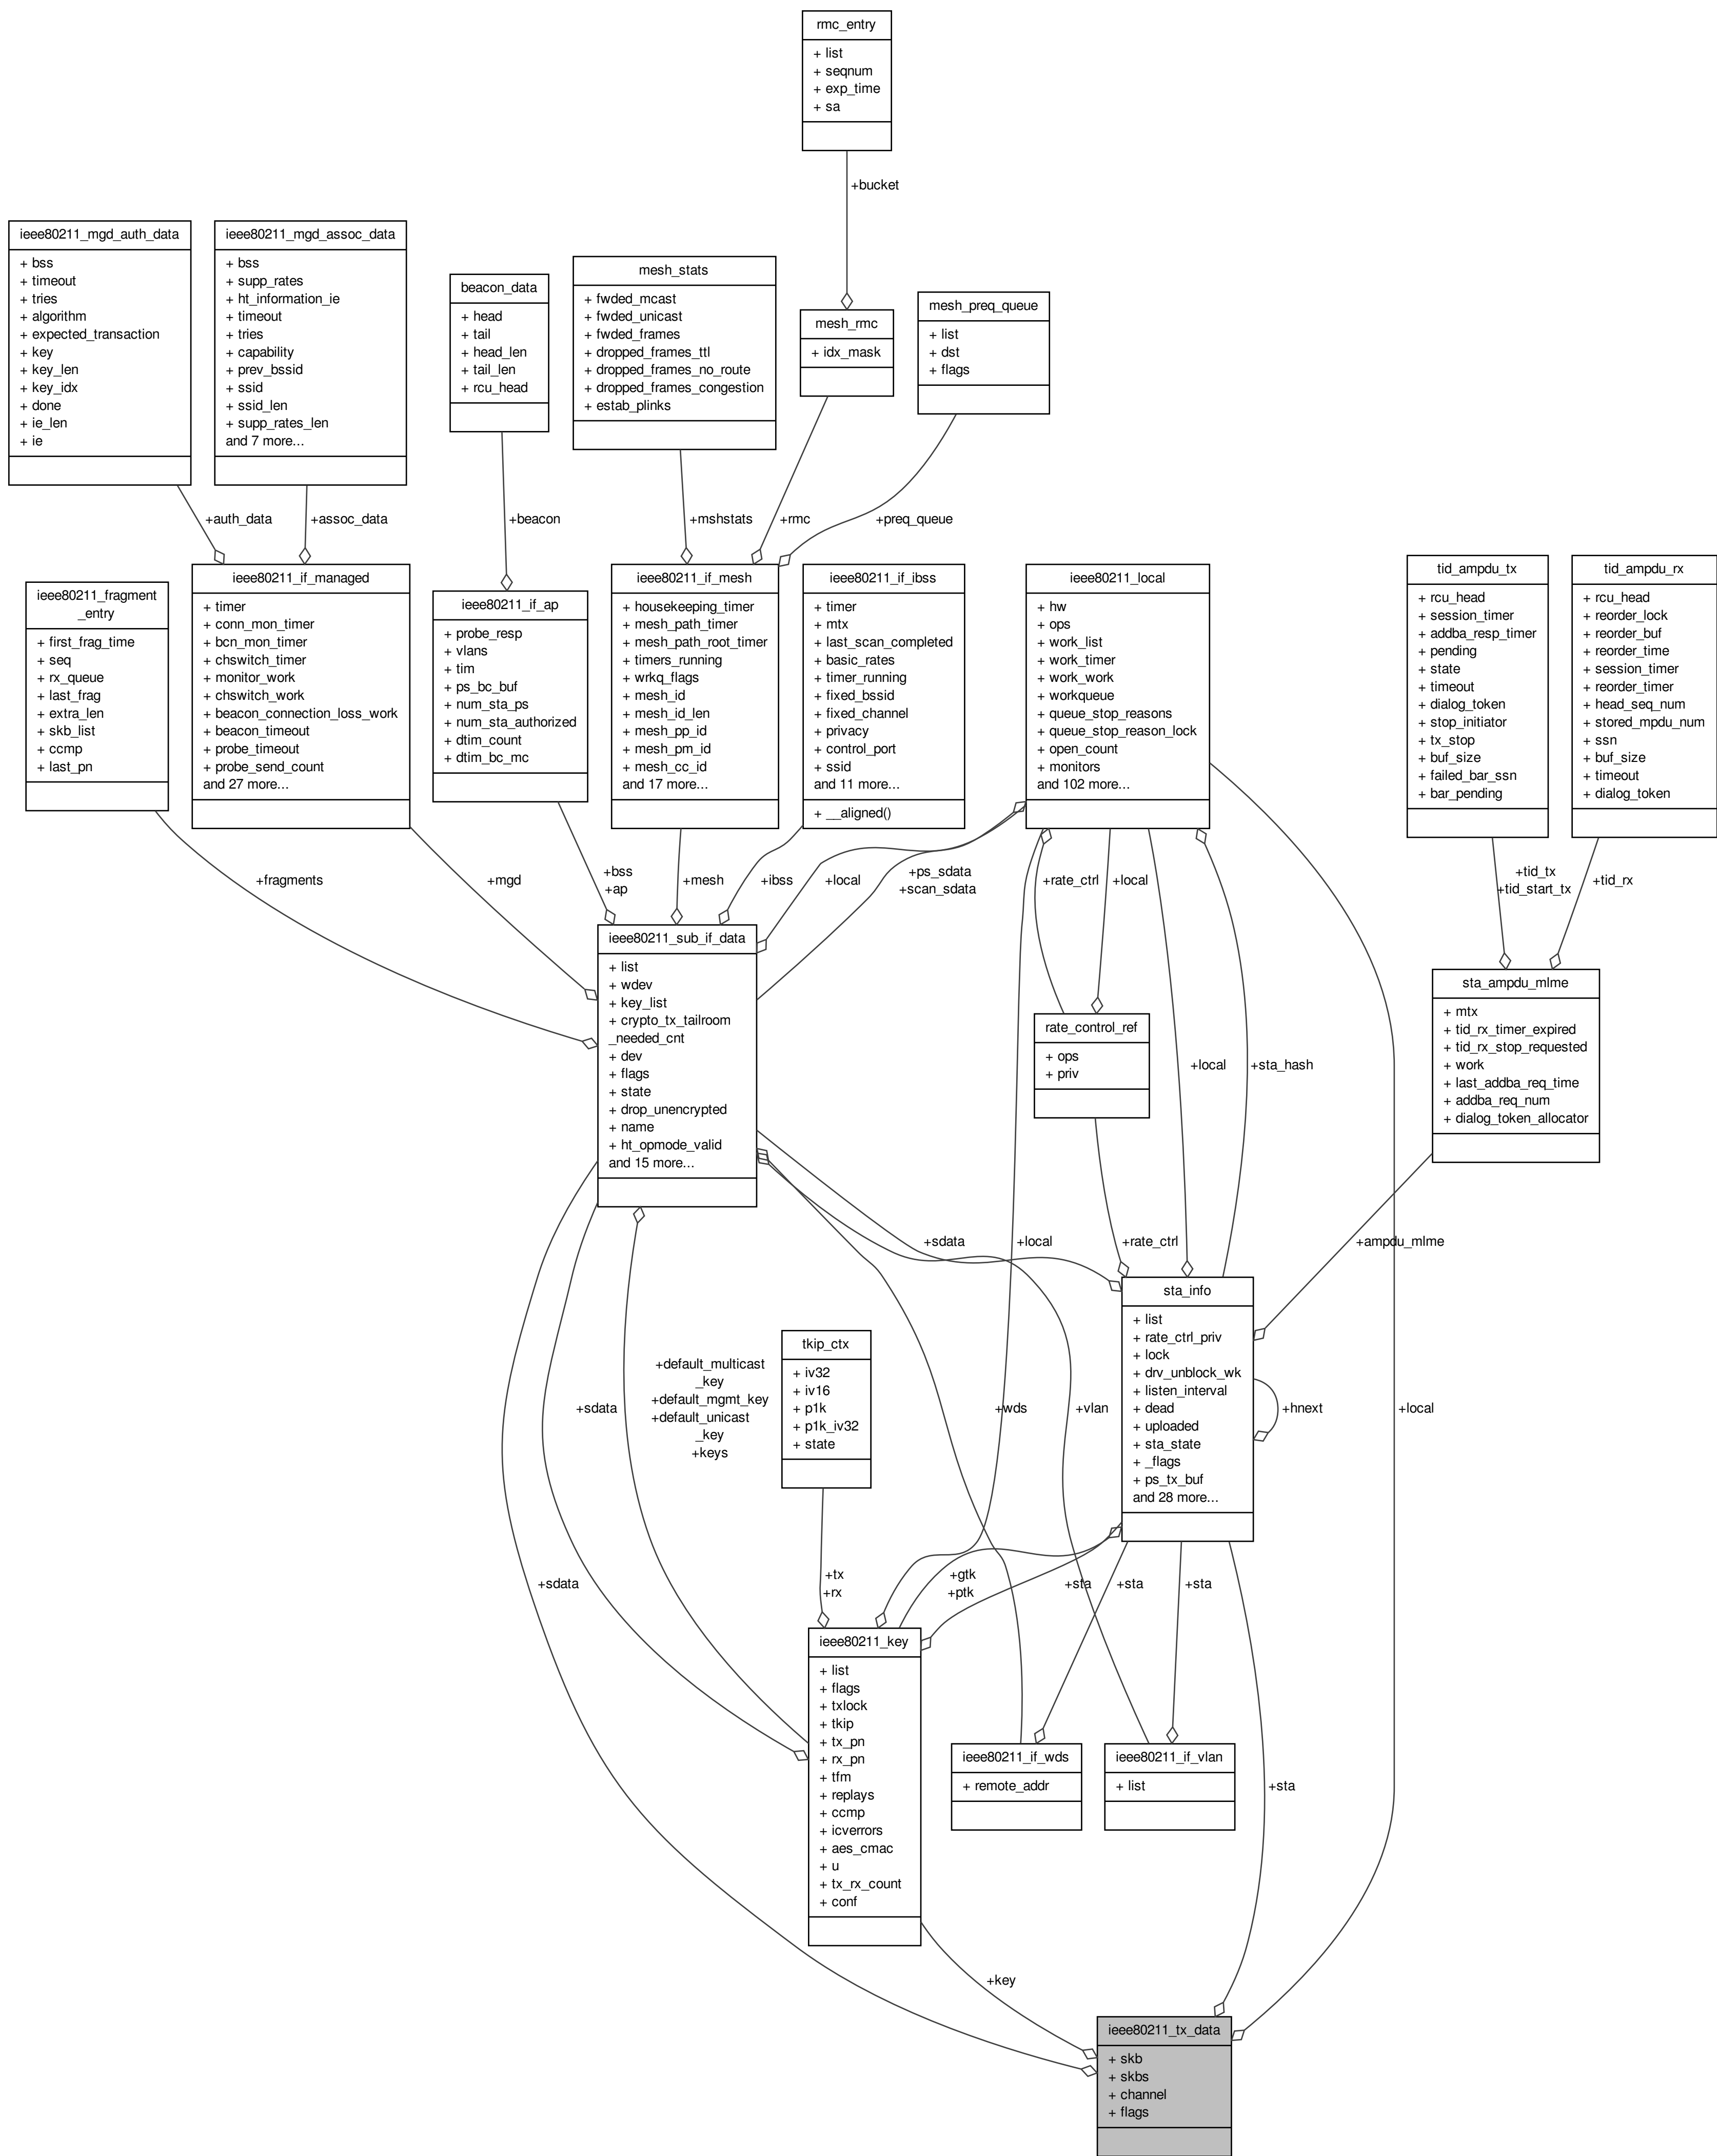 rmc_entry
+ list
+ seqnum
+ exp_time
+ sa
+bucket
ieee80211_mgd_auth_data
+ bss
+ timeout
+ tries
+ algorithm
+ expected_transaction
+ key
+ key_len
+ key_idx
+ done
+ ie_len
+ ie
ieee80211_mgd_assoc_data
+ bss
+ supp_rates
+ ht_information_ie
+ timeout
+ tries
+ capability
+ prev_bssid
+ ssid
+ ssid_len
+ supp_rates_len
and 7 more...
beacon_data
+ head
+ tail
+ head_len
+ tail_len
+ rcu_head
mesh_stats
+ fwded_mcast
+ fwded_unicast
+ fwded_frames
+ dropped_frames_ttl
+ dropped_frames_no_route
+ dropped_frames_congestion
+ estab_plinks
mesh_rmc
+ idx_mask
mesh_preq_queue
+ list
+ dst
+ flags
+auth_data
+assoc_data
+beacon
+mshstats
+rmc
+preq_queue
ieee80211_fragment
_entry
+ first_frag_time
+ seq
+ rx_queue
+ last_frag
+ extra_len
+ skb_list
+ ccmp
+ last_pn
ieee80211_if_managed
+ timer
+ conn_mon_timer
+ bcn_mon_timer
+ chswitch_timer
+ monitor_work
+ chswitch_work
+ beacon_connection_loss_work
+ beacon_timeout
+ probe_timeout
+ probe_send_count
and 27 more...
ieee80211_if_ap
+ probe_resp
+ vlans
+ tim
+ ps_bc_buf
+ num_sta_ps
+ num_sta_authorized
+ dtim_count
+ dtim_bc_mc
ieee80211_if_mesh
+ housekeeping_timer
+ mesh_path_timer
+ mesh_path_root_timer
+ timers_running
+ wrkq_flags
+ mesh_id
+ mesh_id_len
+ mesh_pp_id
+ mesh_pm_id
+ mesh_cc_id
and 17 more...
ieee80211_if_ibss
+ timer
+ mtx
+ last_scan_completed
+ basic_rates
+ timer_running
+ fixed_bssid
+ fixed_channel
+ privacy
+ control_port
+ ssid
and 11 more...
+ __aligned()
ieee80211_local
+ hw
+ ops
+ work_list
+ work_timer
+ work_work
+ workqueue
+ queue_stop_reasons
+ queue_stop_reason_lock
+ open_count
+ monitors
and 102 more...
tid_ampdu_tx
+ rcu_head
+ session_timer
+ addba_resp_timer
+ pending
+ state
+ timeout
+ dialog_token
+ stop_initiator
+ tx_stop
+ buf_size
+ failed_bar_ssn
+ bar_pending
tid_ampdu_rx
+ rcu_head
+ reorder_lock
+ reorder_buf
+ reorder_time
+ session_timer
+ reorder_timer
+ head_seq_num
+ stored_mpdu_num
+ ssn
+ buf_size
+ timeout
+ dialog_token
+fragments
+mgd
+bss
+ap
+mesh
+ibss
+local
+ps_sdata
+scan_sdata
+rate_ctrl
+local
+tid_tx
+tid_start_tx
+tid_rx
ieee80211_sub_if_data
+ list
+ wdev
+ key_list
+ crypto_tx_tailroom
_needed_cnt
+ dev
+ flags
+ state
+ drop_unencrypted
+ name
+ ht_opmode_valid
and 15 more...
rate_control_ref
+ ops
+ priv
+local
+sta_hash
sta_ampdu_mlme
+ mtx
+ tid_rx_timer_expired
+ tid_rx_stop_requested
+ work
+ last_addba_req_time
+ addba_req_num
+ dialog_token_allocator
+sdata
+local
+rate_ctrl
+ampdu_mlme
sta_info
+ list
+ rate_ctrl_priv
+ lock
+ drv_unblock_wk
+ listen_interval
+ dead
+ uploaded
+ sta_state
+ _flags
+ ps_tx_buf
and 28 more...
tkip_ctx
+ iv32
+ iv16
+ p1k
+ p1k_iv32
+ state
+sdata
+default_multicast
_key
+default_mgmt_key
+default_unicast
_key
+keys
+wds
+vlan
+hnext
+local
+sdata
+tx
+rx
+gtk
+ptk
+sta
+sta
+sta
ieee80211_key
+ list
+ flags
+ txlock
+ tkip
+ tx_pn
+ rx_pn
+ tfm
+ replays
+ ccmp
+ icverrors
+ aes_cmac
+ u
+ tx_rx_count
+ conf
ieee80211_if_wds
+ remote_addr
ieee80211_if_vlan
+ list
+sta
+key
ieee80211_tx_data
+ skb
+ skbs
+ channel
+ flags